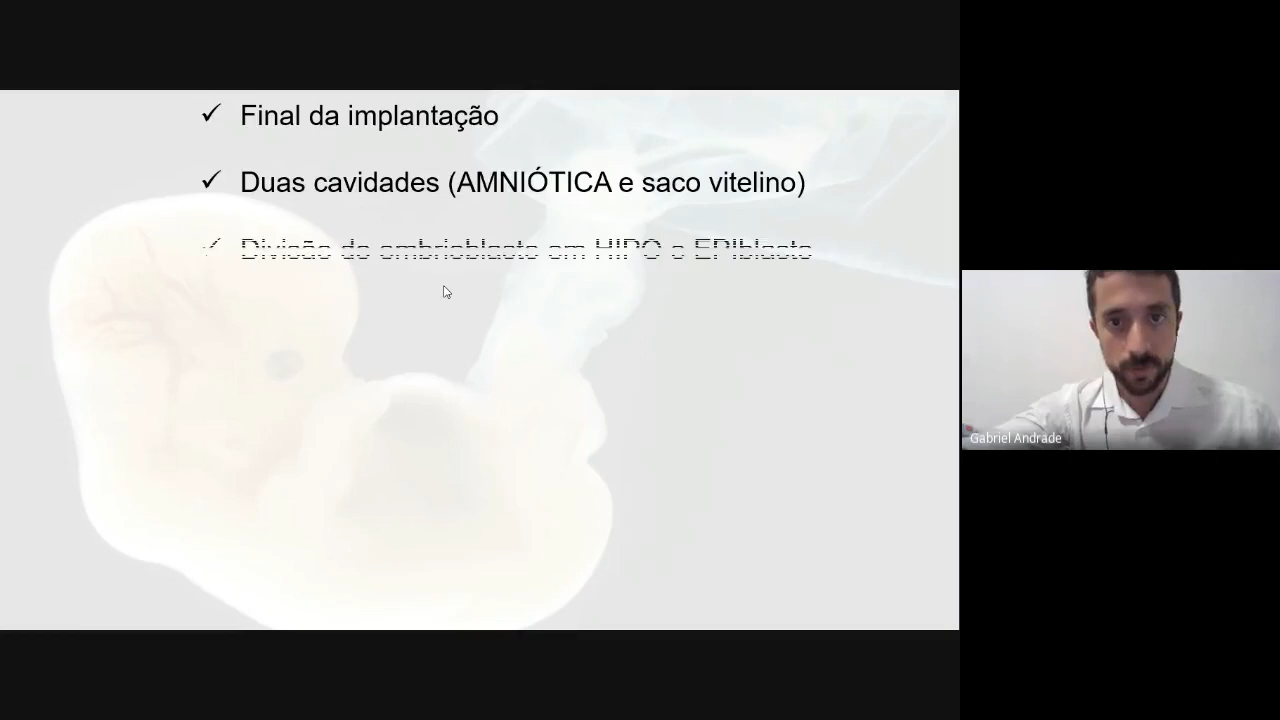 ✓ Final da implantação
✓ Duas cavidades (AMNIÓTICA e saco vitelino)
✓ Divisão do embrioblasto em HIPO e EPIblasto
Gabriel Andrade